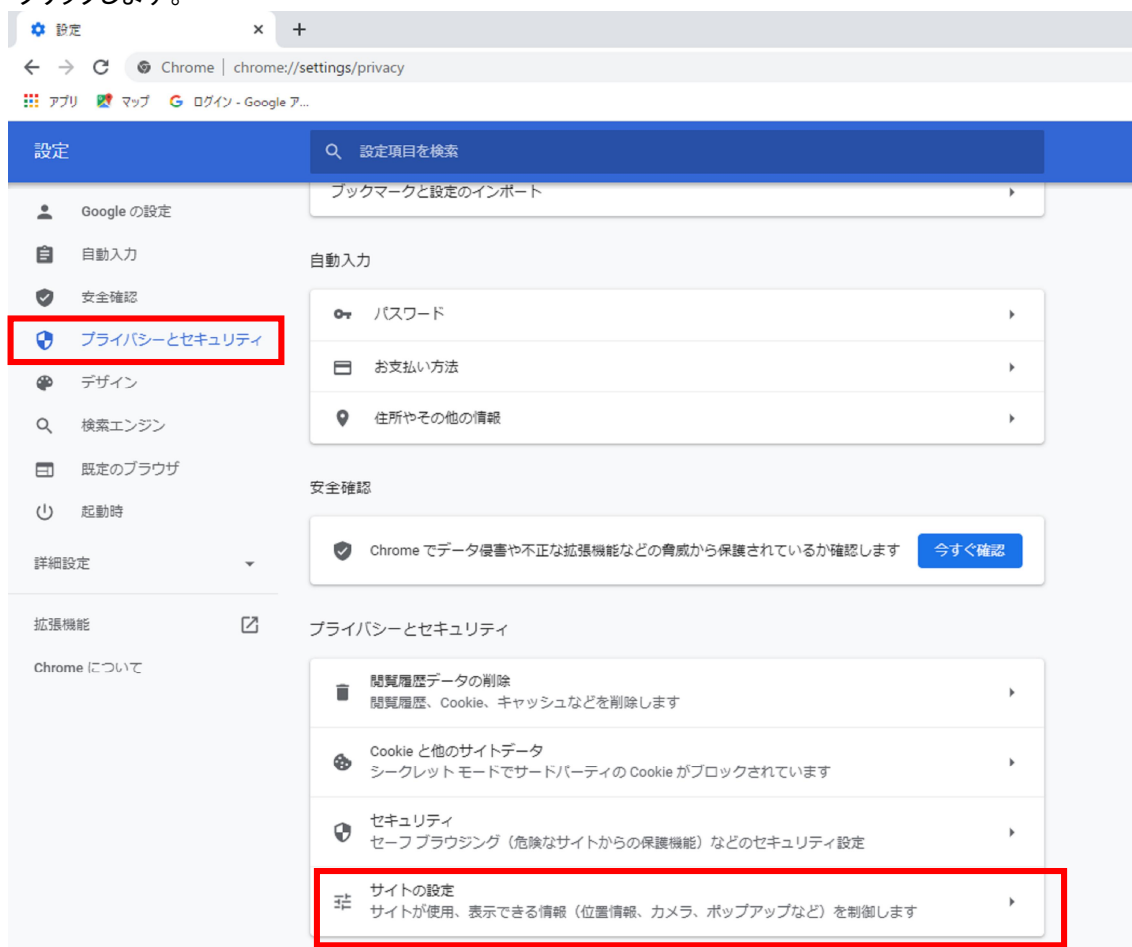 クリックします。
設定
Chrome | chrome://settings/privacy
アプリ マップ ログイン - Google ア...
設定
設定項目を検索
Google の設定
自動入力
安全確認
プライバシーとセキュリティ
デザイン
検索エンジン
既定のブラウザ
起動時
詳細設定
拡張機能
Chrome について
ブックマークと設定のインポート
自動入力
パスワード
お支払い方法
住所やその他の情報
安全確認
Chrome でデータ侵害や不正な拡張機能などの脅威から保護されているか確認します
今すぐ確認
プライバシーとセキュリティ
閲覧履歴データの削除
閲覧履歴、Cookie、キャッシュなどを削除します
Cookie と他のサイトデータ
シークレット モードでサードパーティの Cookie がブロックされています
セキュリティ
セーフ ブラウジング（危険なサイトからの保護機能）などのセキュリティ設定
サイトの設定
サイトが使用、表示できる情報（位置情報、カメラ、ポップアップなど）を制御します